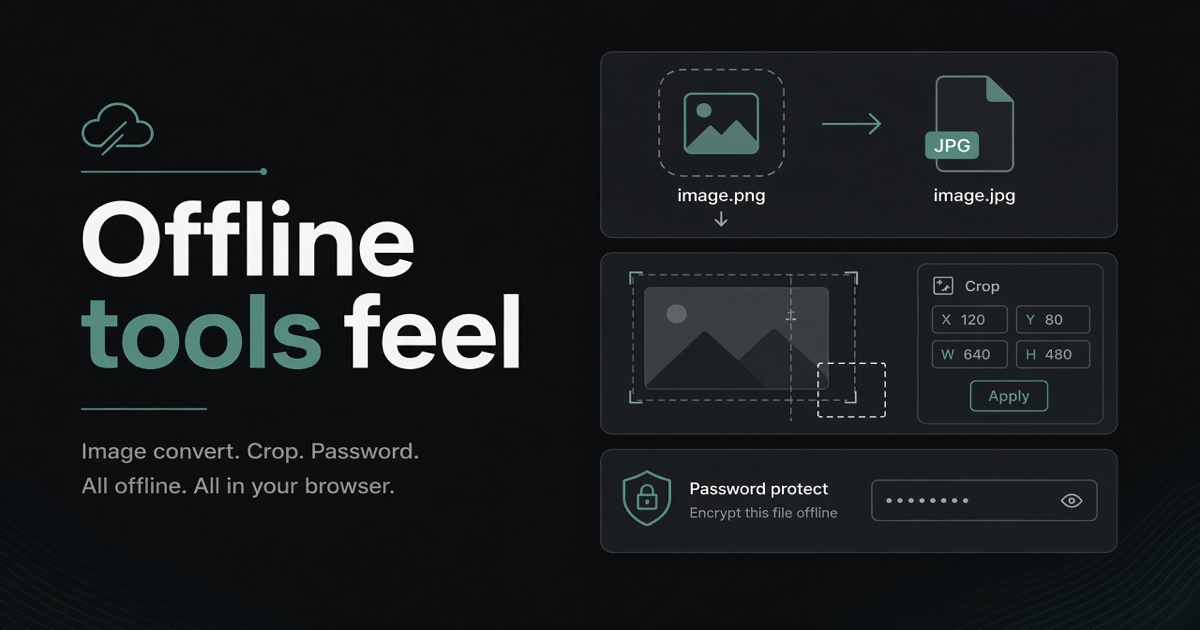 Offline
tools feel
Image convert. Crop. Password.
All offline. All in your browser.
image.png
JPG
image.jpg
Crop
X 120
Y 80
W 640
H 480
Apply
Password protect
Encrypt this file offline